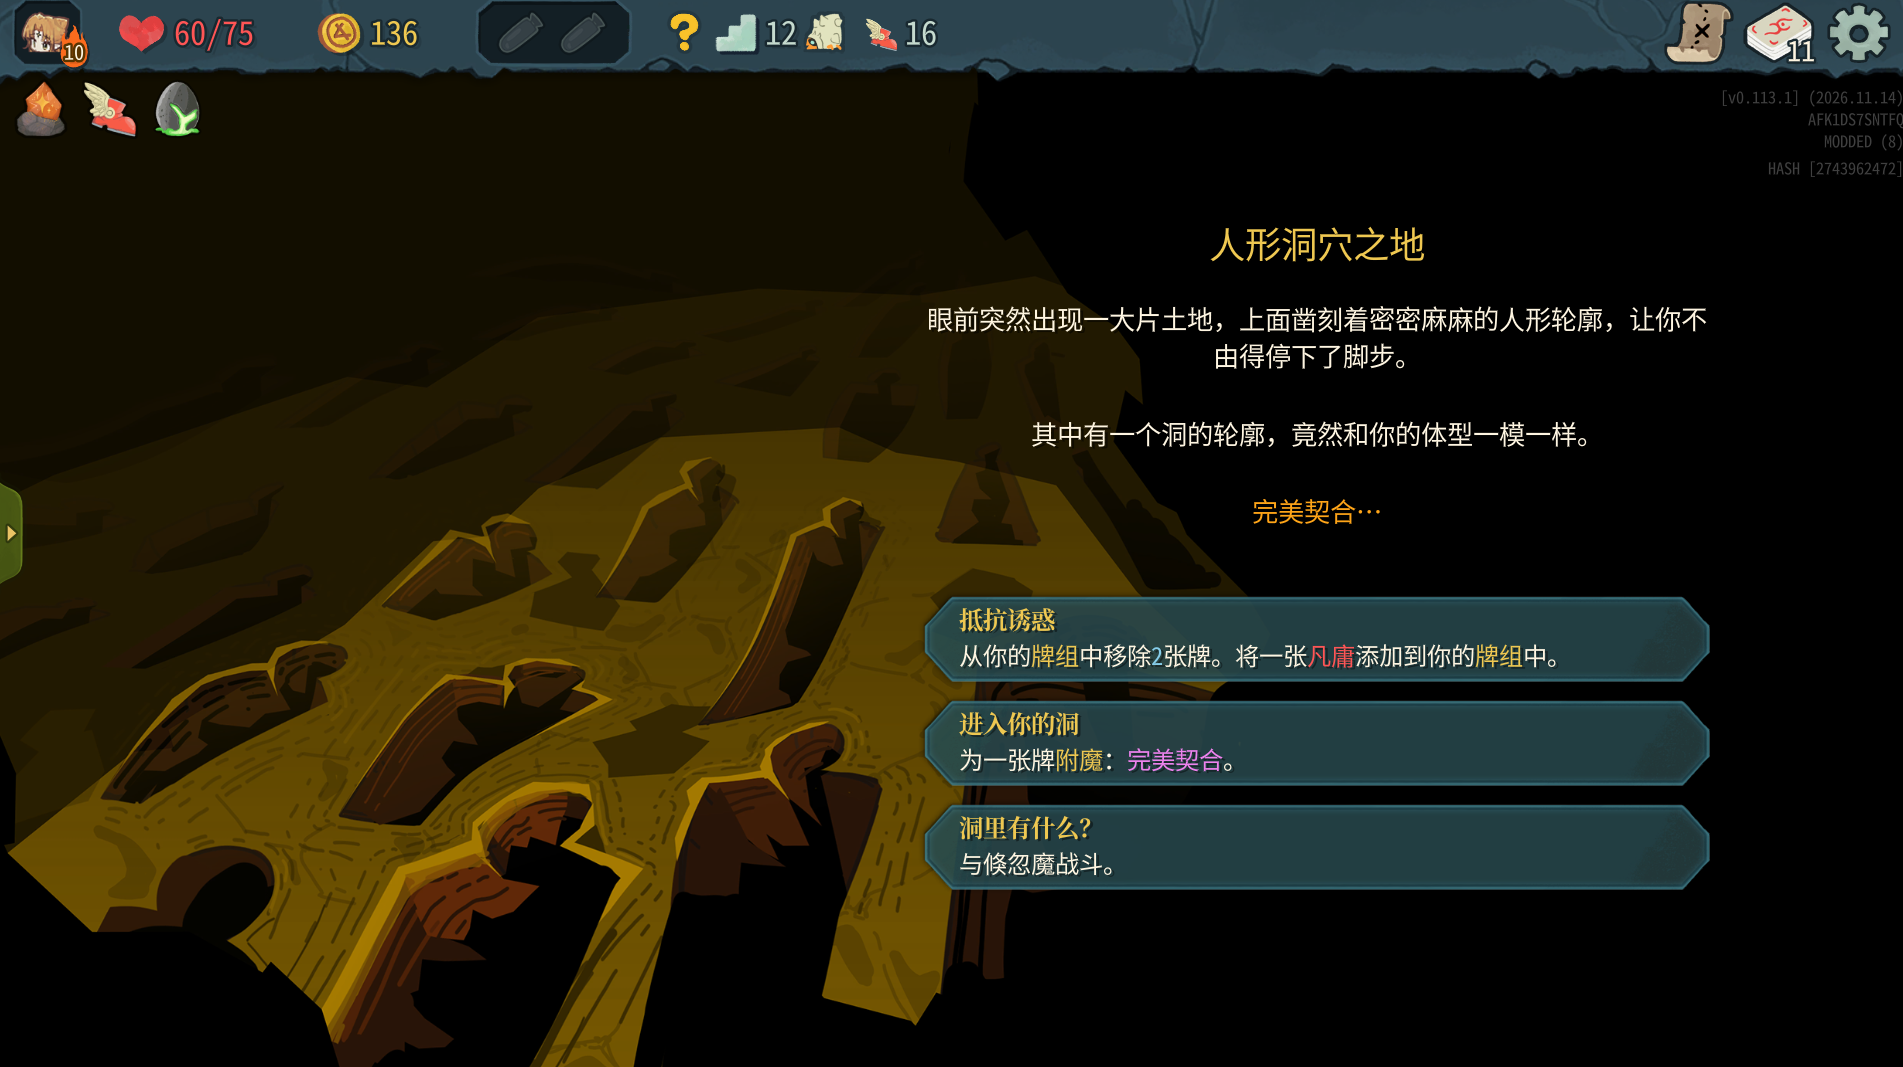 10
60/75
136
12
16
11
[v0.113.1] (2026.11.14)
AFK1DS7SNTFQ
MODDED (8)
HASH [2743962472]
人形洞穴之地
眼前突然出现一大片土地，上面凿刻着密密麻麻的人形轮廓，让你不
由得停下了脚步。
其中有一个洞的轮廓，竟然和你的体型一模一样。
完美契合…
抵抗诱惑
从你的牌组中移除2张牌。将一张凡庸添加到你的牌组中。
进入你的洞
为一张牌附魔：完美契合。
洞里有什么？
与倏忽魔战斗。